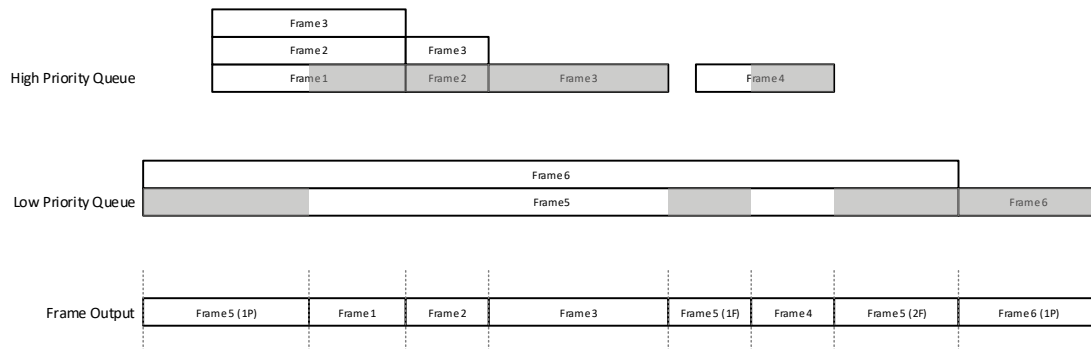 Frame 3
Frame 2 Frame 3
High Priority Queue Frame 1 Frame 2 Frame 3 Frame 4
Frame 6
Low Priority Queue Frame 5 Frame 6
Frame Output Frame 5 (1P) Frame 1 Frame 2 Frame 3 Frame 5 (1F) Frame 4 Frame 5 (2F) Frame 6 (1P)